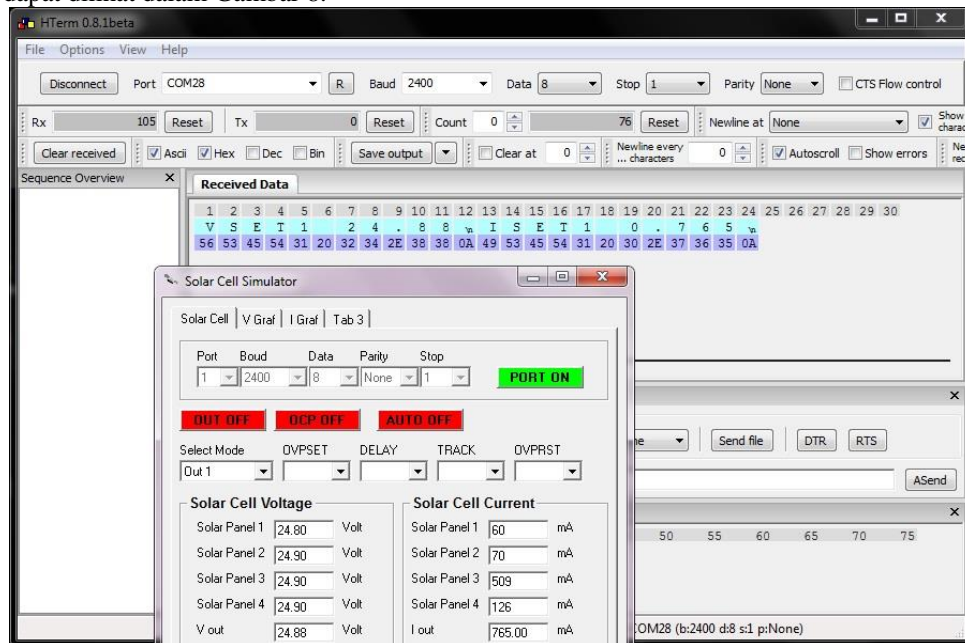 HTerm 0.8.1beta
File Options View Help
Disconnect Port COM28 R Baud 2400 Data 8 Stop 1 Parity None CTS Flow control
Rx 105 Reset Tx 0 Reset Count 0 76 Reset Newline at None Show
Clear received Ascii Hex Dec Bin Save output Clear at 0 Newline every ... characters 0 Autoscroll Show errors
Sequence Overview X Received Data
1 2 3 4 5 6 7 8 9 10 11 12 13 14 15 16 17 18 19 20 21 22 23 24 25 26 27 28 29 30
V S E T 1 2 4 . 8 8 \n I S E T 1 0 . 7 6 5 \n
56 53 45 54 31 20 32 34 2E 38 38 0A 49 53 45 54 31 20 30 2E 37 36 35 0A
Solar Cell Simulator
Solar Cell V Graf I Graf Tab 3
Port Boud Data Parity Stop
1 2400 8 None 1 PORT ON
OUT OFF OCP OFF AUTO OFF
Select Mode OVPSET DELAY TRACK OVPRST
Out 1
Send file DTR RTS
ASend
Solar Cell Voltage Solar Cell Current
Solar Panel 1 24.80 Volt Solar Panel 1 60 mA
Solar Panel 2 24.90 Volt Solar Panel 2 70 mA
Solar Panel 3 24.90 Volt Solar Panel 3 509 mA
Solar Panel 4 24.90 Volt Solar Panel 4 126 mA
V out 24.88 Volt I out 765.00 mA
50 55 60 65 70 75
COM28 (b:2400 d:8 s:1 p:None)